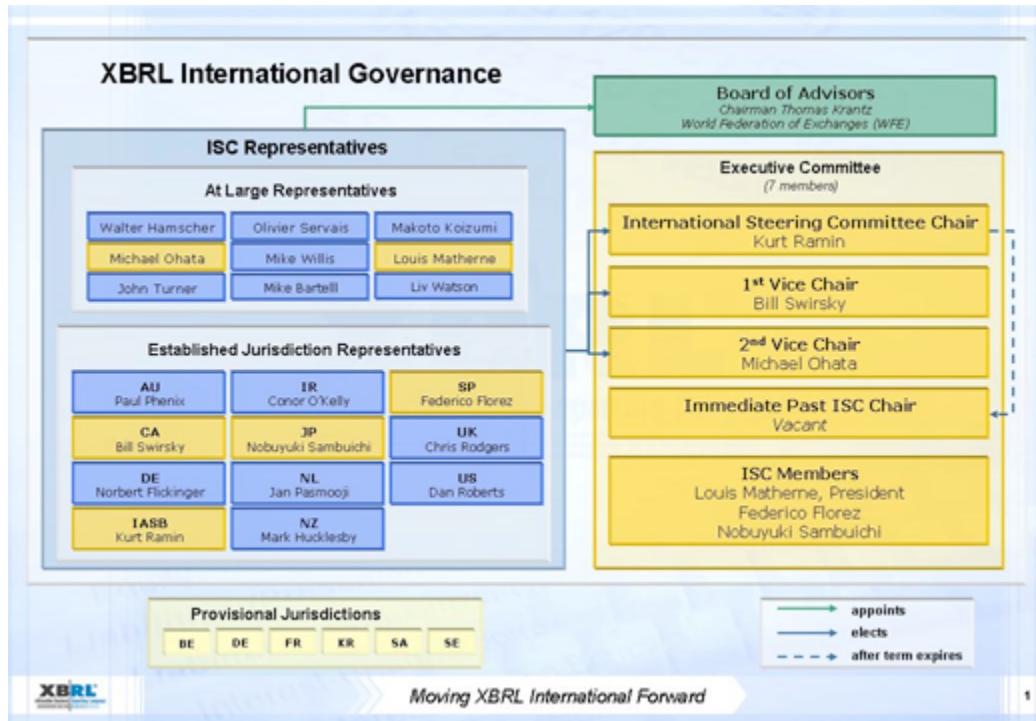 XBRL International Governance
Board of Advisors
Chairman Thomas Krantz
World Federation of Exchanges (WFE)
ISC Representatives
At Large Representatives
Walter Hamscher
Olivier Servais
Makoto Koizumi
Michael Ohata
Mike Willis
Louis Matherne
John Turner
Mike Bartelll
Liv Watson
Established Jurisdiction Representatives
AU
Paul Phenix
IR
Conor O'Kelly
SP
Federico Florez
CA
Bill Swirsky
JP
Nobuyuki Sambuichi
UK
Chris Rodgers
DE
Norbert Flickinger
NL
Jan Pasmooji
US
Dan Roberts
IASB
Kurt Ramin
NZ
Mark Hucklesby
Executive Committee
(7 members)
International Steering Committee Chair
Kurt Ramin
1st Vice Chair
Bill Swirsky
2nd Vice Chair
Michael Ohata
Immediate Past ISC Chair
Vacant
ISC Members
Louis Matherne, President
Federico Florez
Nobuyuki Sambuichi
Provisional Jurisdictions
BE DE FR KR SA SE
appoints
elects
after term expires
XBRL
Moving XBRL International Forward
1